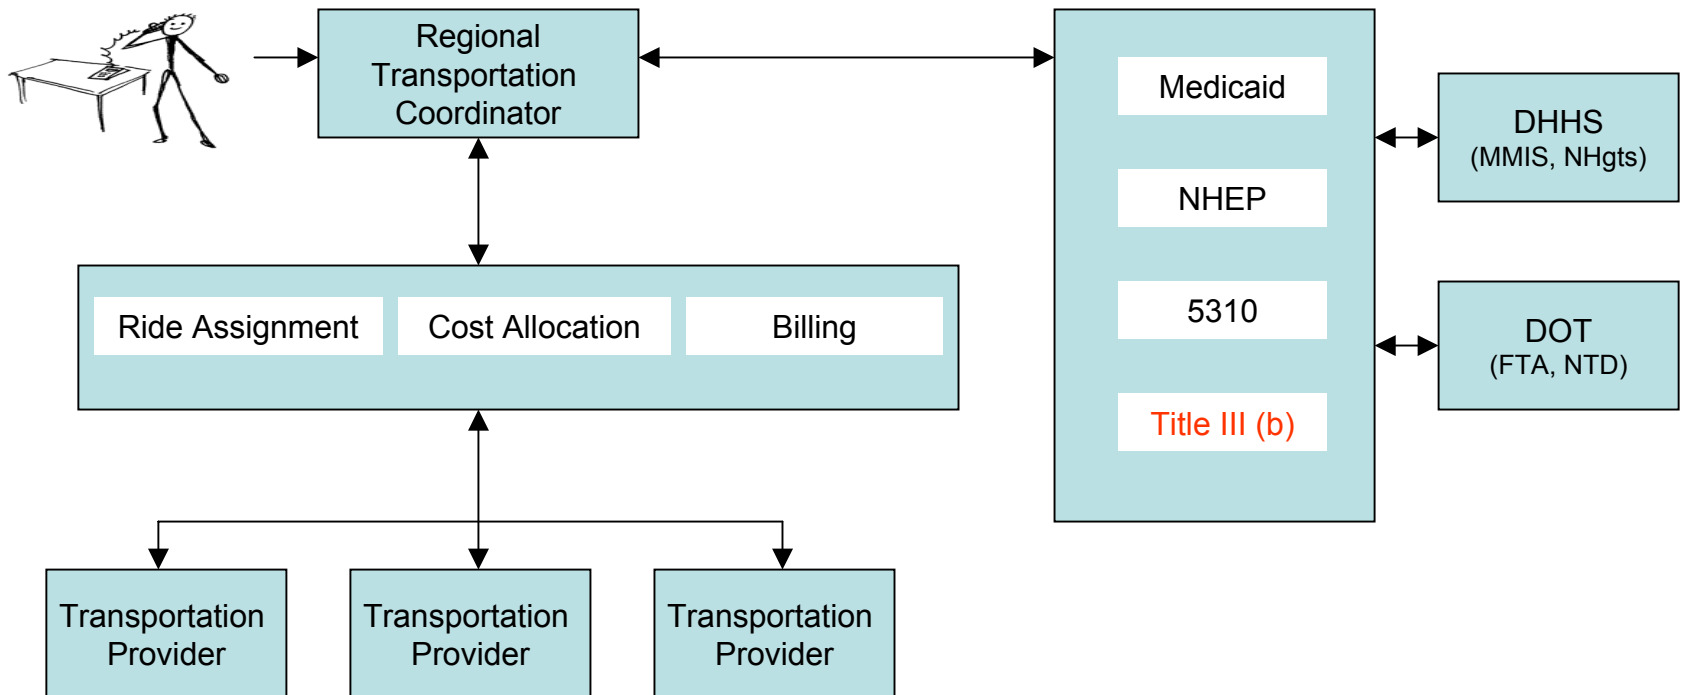 Regional
Transportation
Coordinator
Medicaid
NHEP
5310
Title III (b)
DHHS
(MMIS, NHgts)
DOT
(FTA, NTD)
Ride Assignment
Cost Allocation
Billing
Transportation
Provider
Transportation
Provider
Transportation
Provider